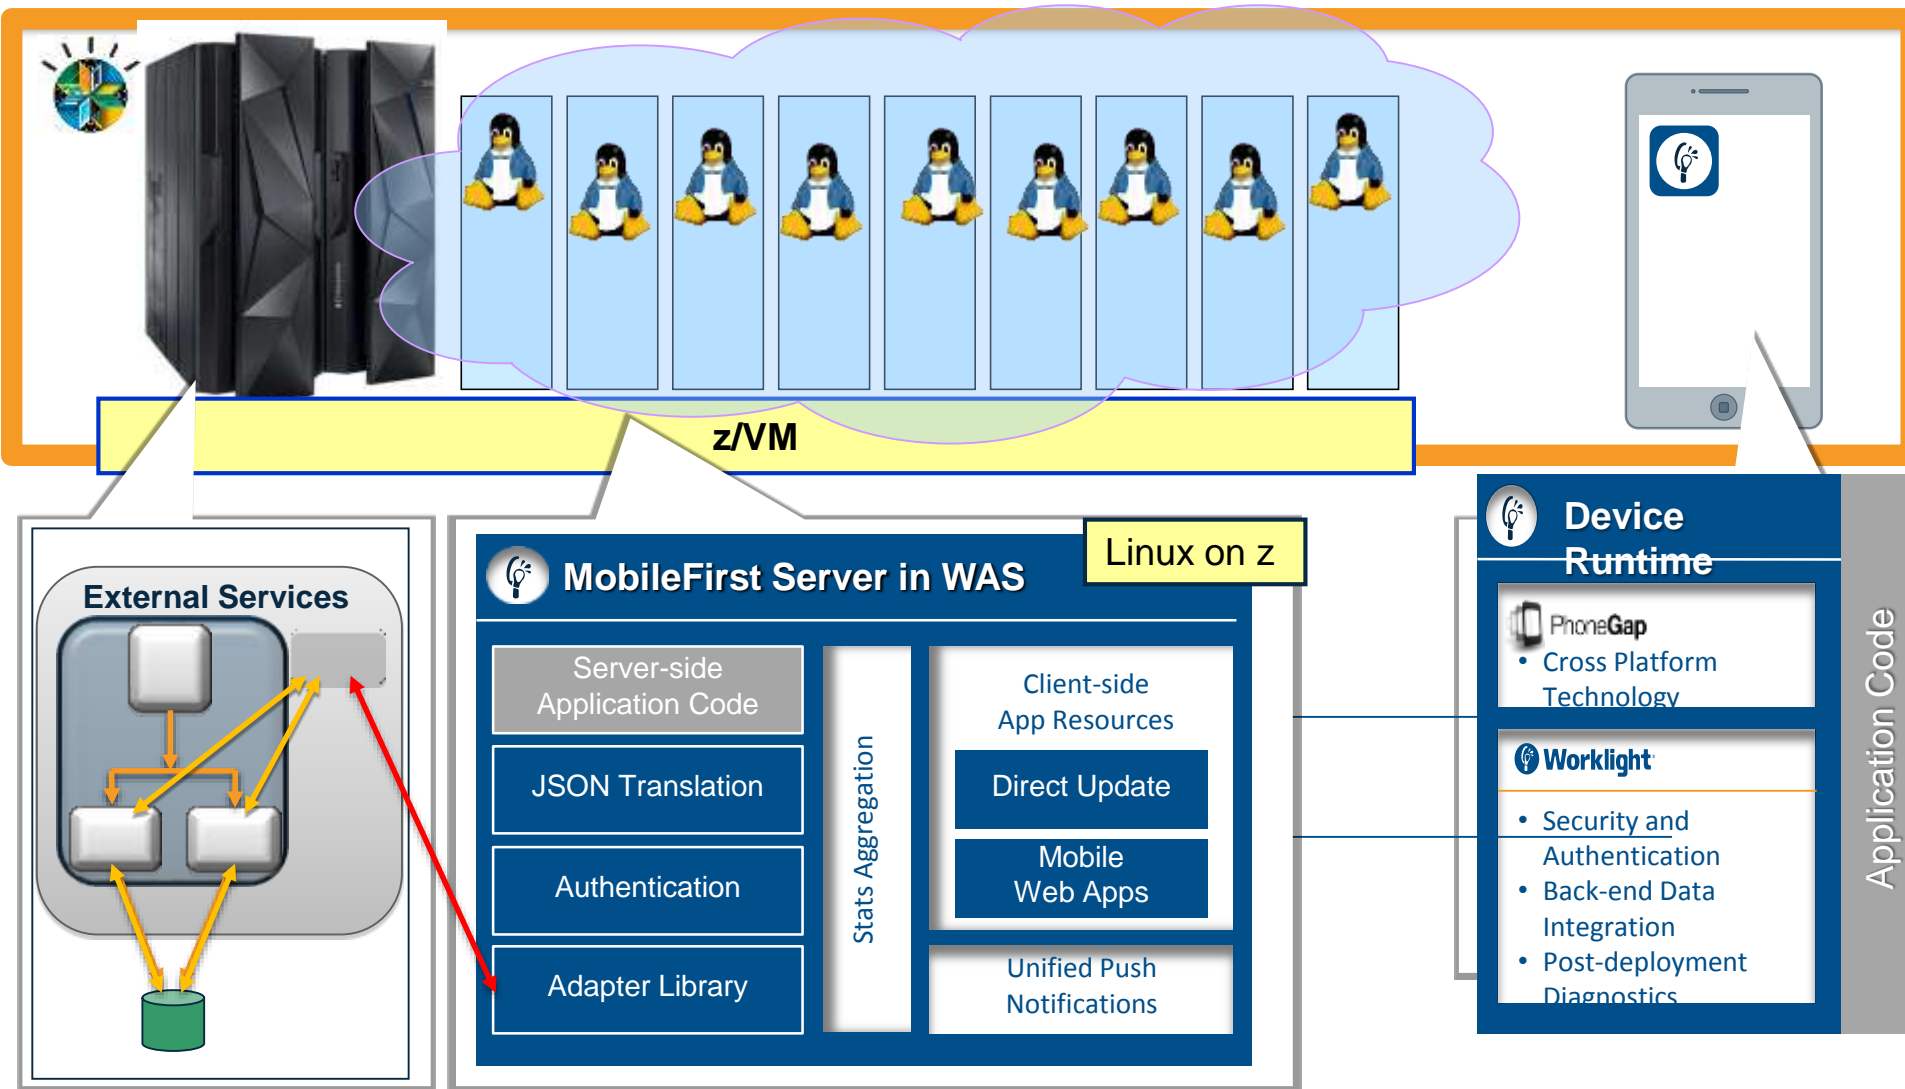 z/VM
Linux on z
External Services
MobileFirst Server in WAS
Server-side
Application Code
JSON Translation
Authentication
Adapter Library
Stats Aggregation
Client-side
App Resources
Direct Update
Mobile
Web Apps
Unified Push
Notifications
Device
Runtime
PhoneGap
• Cross Platform
Technology
Worklight
• Security and
Authentication
• Back-end Data
Integration
• Post-deployment
Diagnostics
Application Code